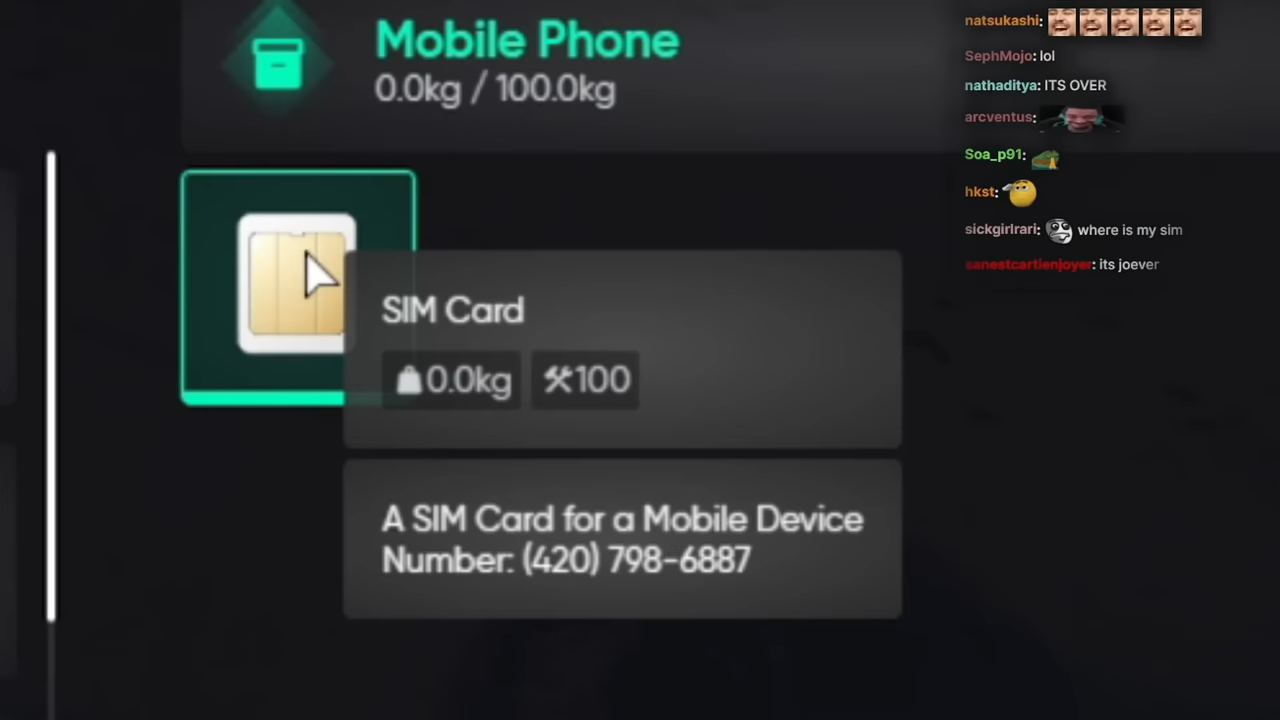 Mobile Phone
0.0kg / 100.0kg
SIM Card
0.0kg 100
A SIM Card for a Mobile Device
Number: (420) 798-6887
natsukashi:
SephMojo: lol
nathaditya: ITS OVER
arcventus:
Soa_p91:
hkst:
sickgirlrari: where is my sim
sanestcartienjoyer: its joever